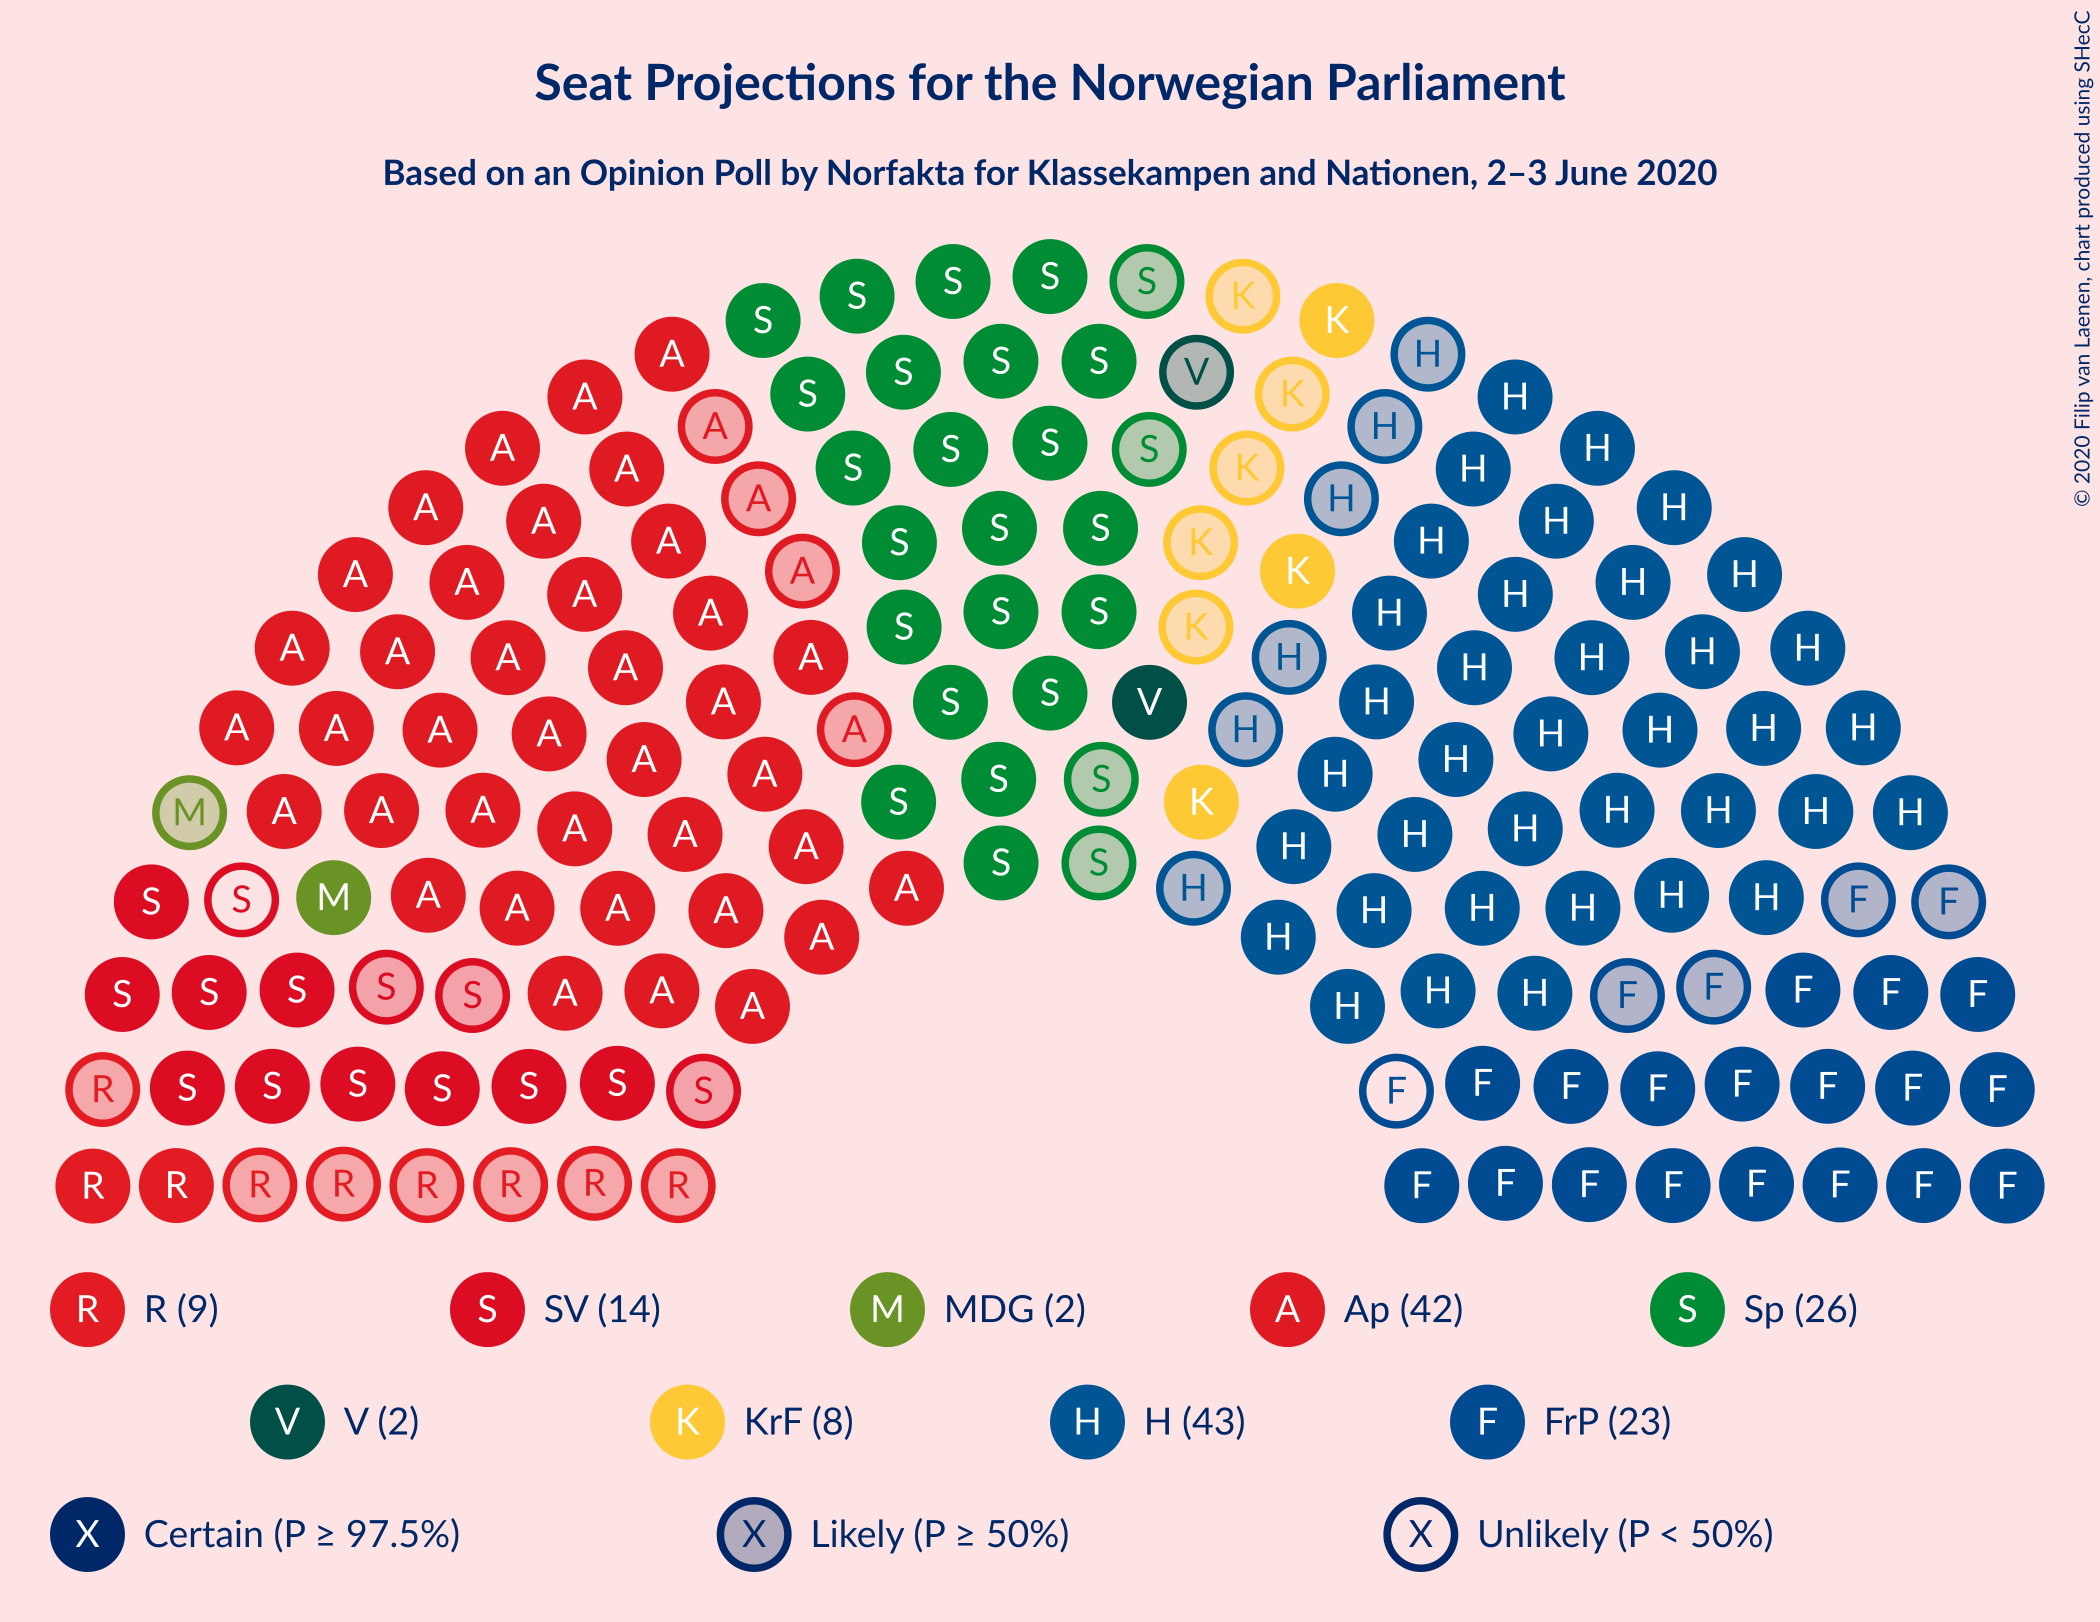 Seat Projections for the Norwegian Parliament
Based on an Opinion Poll by Norfakta for Klassekampen and Nationen, 2–3 June 2020
© 2020 Filip van Laenen, chart produced using SHecC
S S S S S K K H
A S S S S V K H H
A A A S S S S K H H H
A A A A S S S K K H H H
A A A A A S S S K H H H H
A A A A A S S V H H H H H
A A A A A A S S S K H H H H H H
M A A A A A A S S H H H H H H H
S S M A A A A A H H H H H H F F
S S S S S A A A H H H F F F F F
R S S S S S S S F F F F F F F F
R R R R R R R R F F F F F F F F
R R (9) S SV (14) M MDG (2) A Ap (42) S Sp (26)
V V (2) K KrF (8) H H (43) F FrP (23)
X Certain (P ≥ 97.5%) X Likely (P ≥ 50%) X Unlikely (P < 50%)